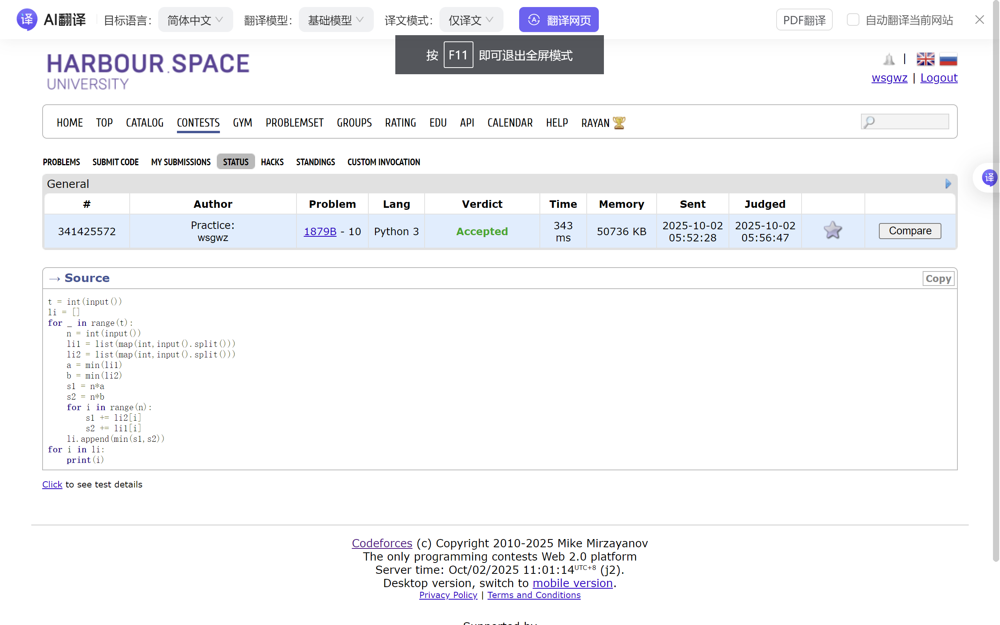 译 AI翻译 目标语言： 简体中文 翻译模型： 基础模型 译文模式： 仅译文 翻译网页 PDF翻译 自动翻译当前网站
按 F11 即可退出全屏模式
HARBOUR.SPACE
UNIVERSITY
wsgwz | Logout
HOME TOP CATALOG CONTESTS GYM PROBLEMSET GROUPS RATING EDU API CALENDAR HELP RAYAN
PROBLEMS SUBMIT CODE MY SUBMISSIONS STATUS HACKS STANDINGS CUSTOM INVOCATION
译
General
# Author Problem Lang Verdict Time Memory Sent Judged
341425572 Practice: wsgwz 1879B - 10 Python 3 Accepted 343 ms 50736 KB 2025-10-02 05:52:28 2025-10-02 05:56:47 Compare
→ Source Copy
t = int(input())
li = []
for _ in range(t):
    n = int(input())
    li1 = list(map(int,input().split()))
    li2 = list(map(int,input().split()))
    a = min(li1)
    b = min(li2)
    s1 = n*a
    s2 = n*b
    for i in range(n):
        s1 += li2[i]
        s2 += li1[i]
    li.append(min(s1,s2))
for i in li:
    print(i)
Click to see test details
Codeforces (c) Copyright 2010-2025 Mike Mirzayanov
The only programming contests Web 2.0 platform
Server time: Oct/02/2025 11:01:14UTC+8 (j2).
Desktop version, switch to mobile version.
Privacy Policy | Terms and Conditions
Supported by